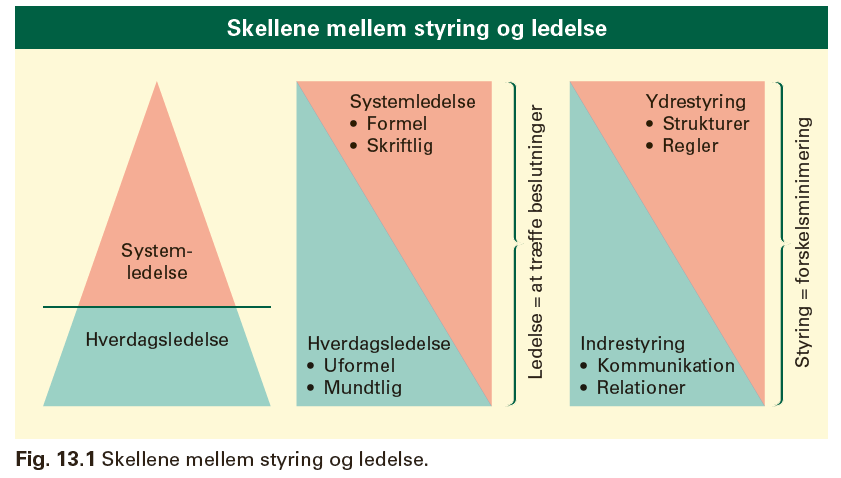 Skellene mellem styring og ledelse
System-
ledelse
Hverdagsledelse
Systemledelse
• Formel
• Skriftlig
Hverdagsledelse
• Uformel
• Mundtlig
Ledelse = at træffe beslutninger
Ydrestyring
• Strukturer
• Regler
Indrestyring
• Kommunikation
• Relationer
Styring = forskelsminimering
Fig. 13.1 Skellene mellem styring og ledelse.